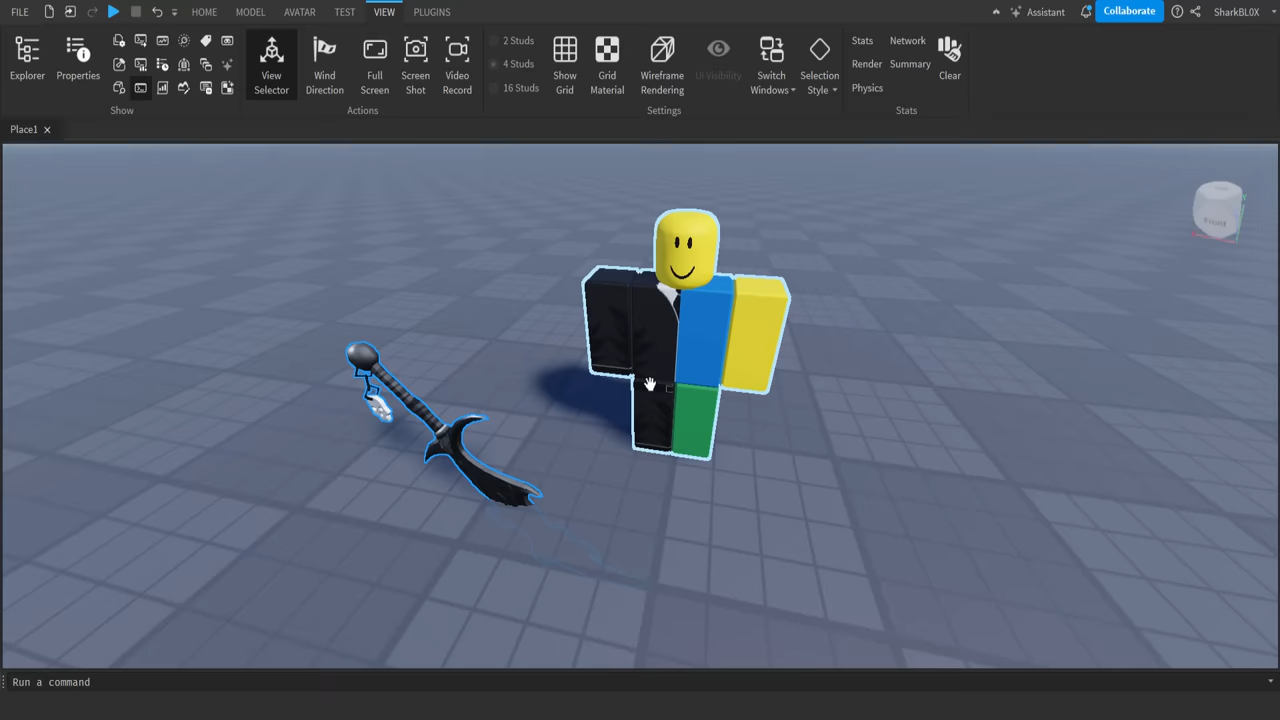 FILE HOME MODEL AVATAR TEST VIEW PLUGINS Assistant Collaborate SharkBL0X
Explorer
Properties
Show
View
Selector
Wind
Direction
Full
Screen
Screen
Shot
Video
Record
Actions
2 Studs
4 Studs
16 Studs
Show
Grid
Grid
Material
Wireframe
Rendering
UI Visibility
Switch
Windows
Selection
Style
Settings
Stats Network
Render Summary
Physics
Clear
Stats
Place1
Front
Run a command